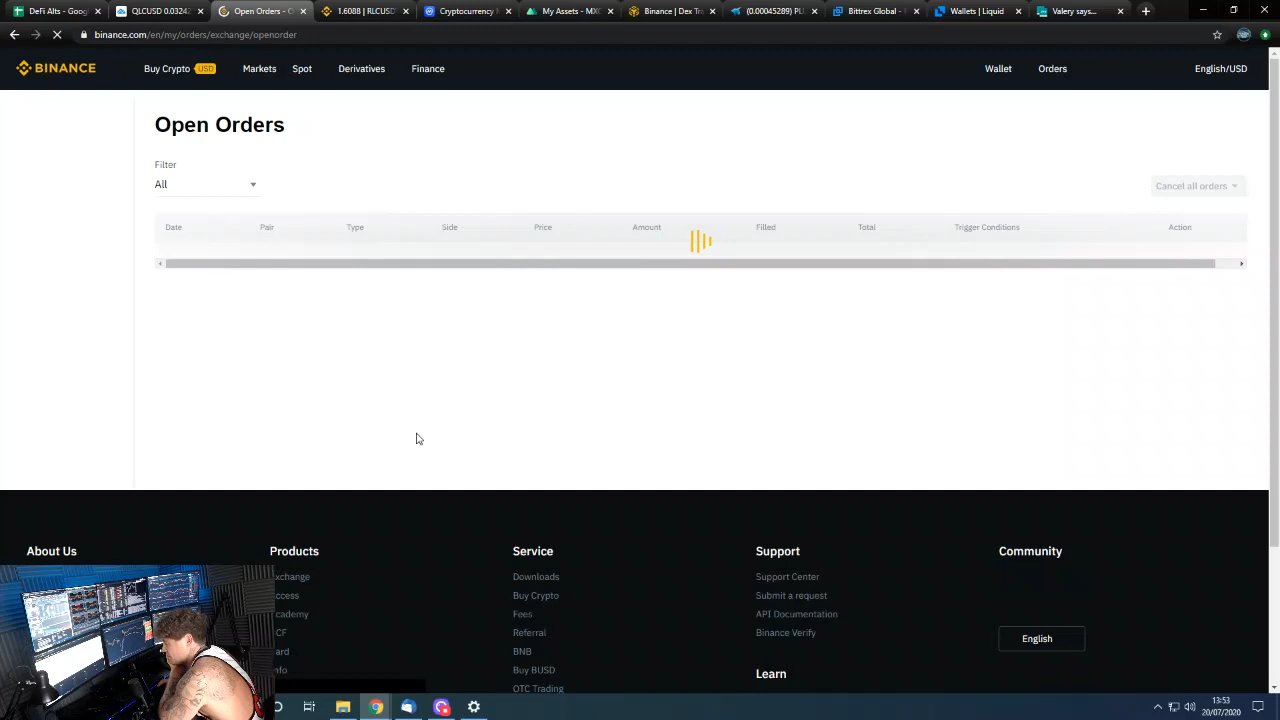 DeFi Alts - Goog
QLCUSD 0.03242
Open Orders - C
1.6088 | RLCUSD
Cryptocurrency
My Assets - MXC
Binance | Dex Tra
(0.00045289)
Bittrex Global -
Wallets | Liquid
Valery says...
binance.com/en/my/orders/exchange/openorder
BINANCE
Buy Crypto USD
Markets
Spot
Derivatives
Finance
Wallet
Orders
English/USD
Open Orders
Filter
All
Cancel all orders
Date Pair Type Side Price Amount Filled Total Trigger Conditions Action
About Us
Products
Service
Support
Community
xchange
Downloads
Support Center
ccess
Buy Crypto
Submit a request
cademy
Fees
API Documentation
CF
Referral
Binance Verify
English
ard
BNB
nfo
Buy BUSD
Learn
OTC Trading
13:53
20/07/2020